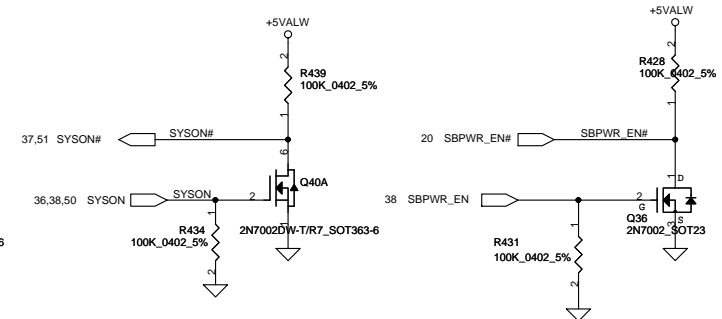 +5VALW
2
R439
100K_0402_5%
1
37,51 SYSON#
SYSON#
6
Q40A
36,38,50 SYSON
SYSON
2
1
2N7002DW-T/R7_SOT363-6
1
R434
100K_0402_5%
2
6
+5VALW
2
R428
100K_0402_5%
1
20 SBPWR_EN#
SBPWR_EN#
1
D
38 SBPWR_EN
2
G
S
3
Q36
2N7002_SOT23
1
R431
100K_0402_5%
2